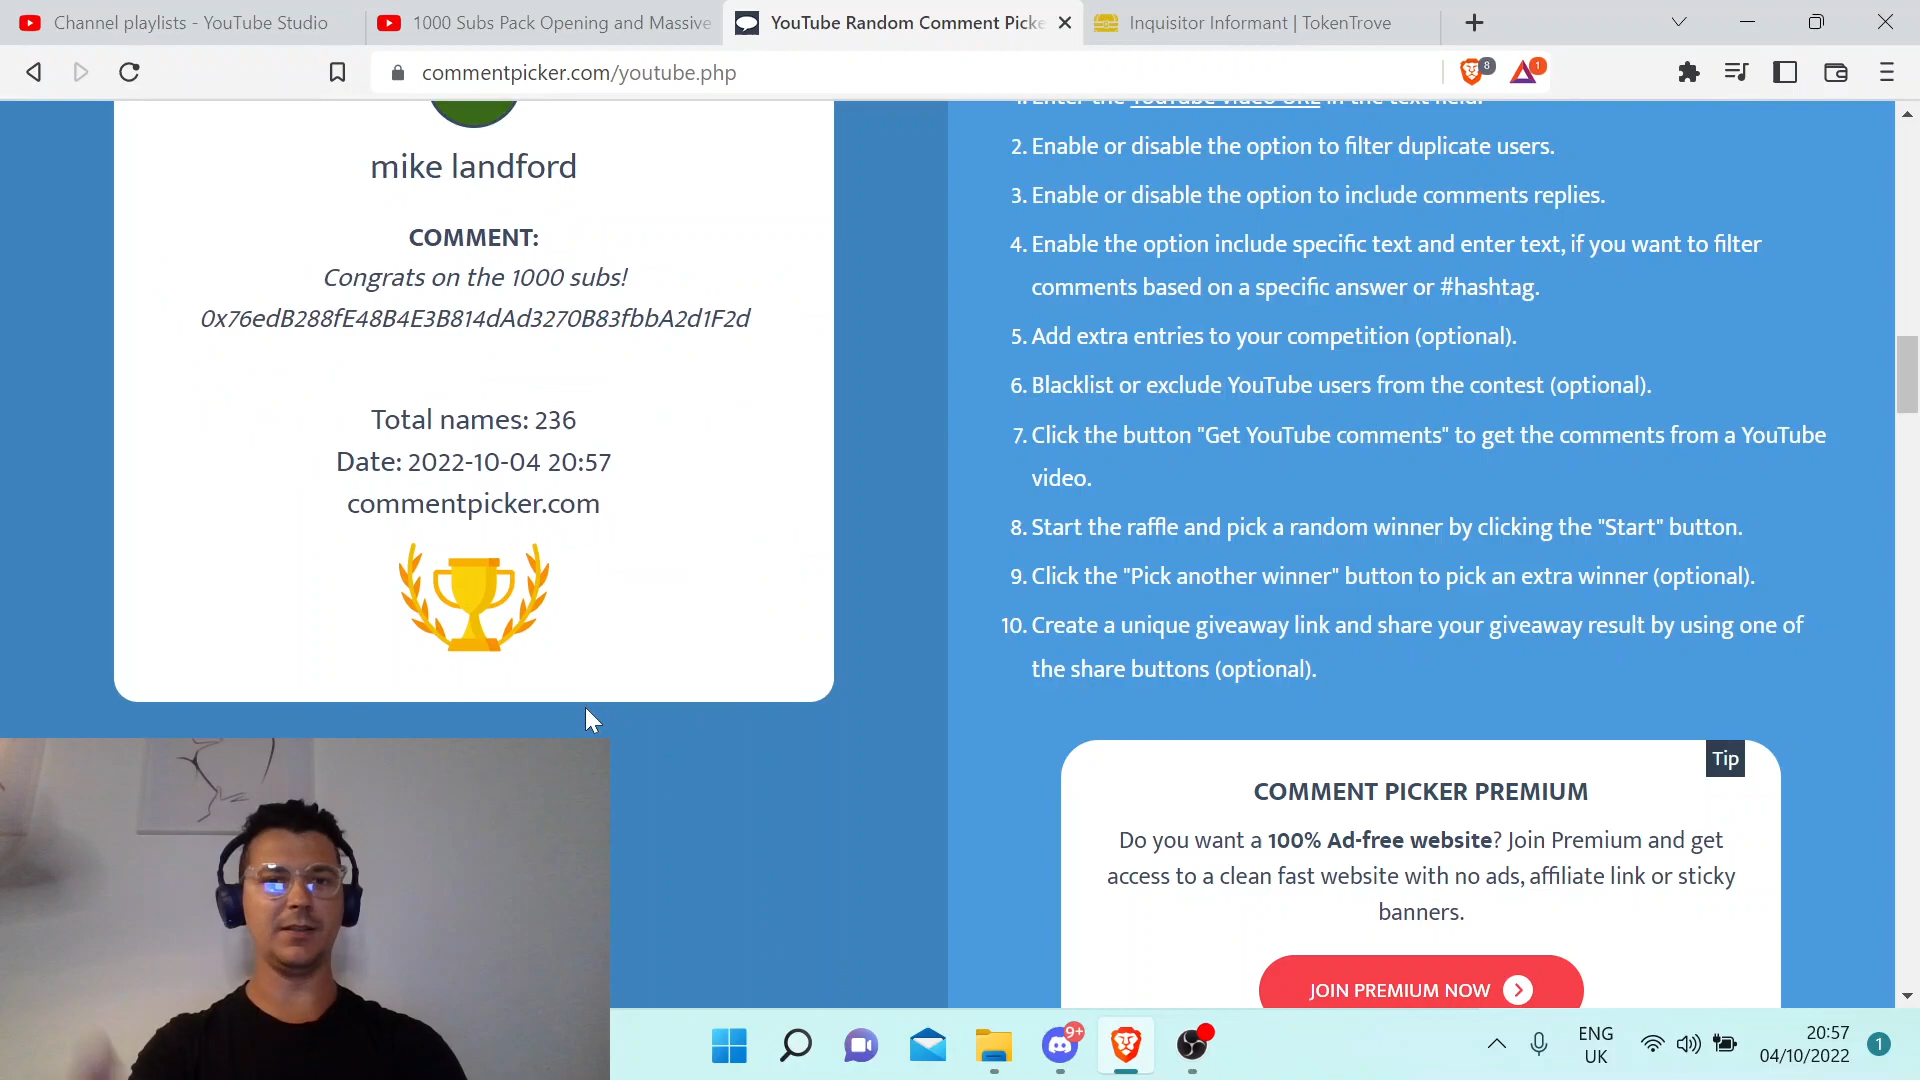 Channel playlists - YouTube Studio
1000 Subs Pack Opening and Massive
YouTube Random Comment Picke
Inquisitor Informant | TokenTrove
commentpicker.com/youtube.php
8
1
mike landford
COMMENT:
Congrats on the 1000 subs!
0x76edB288fE48B4E3B814dAd3270B83fbbA2d1F2d
Total names: 236
Date: 2022-10-04 20:57
commentpicker.com
1. Enter the YouTube video URL in the text field.
2. Enable or disable the option to filter duplicate users.
3. Enable or disable the option to include comments replies.
4. Enable the option include specific text and enter text, if you want to filter
comments based on a specific answer or #hashtag.
5. Add extra entries to your competition (optional).
6. Blacklist or exclude YouTube users from the contest (optional).
7. Click the button "Get YouTube comments" to get the comments from a YouTube
video.
8. Start the raffle and pick a random winner by clicking the "Start" button.
9. Click the "Pick another winner" button to pick an extra winner (optional).
10. Create a unique giveaway link and share your giveaway result by using one of
the share buttons (optional).
Tip
COMMENT PICKER PREMIUM
Do you want a 100% Ad-free website? Join Premium and get
access to a clean fast website with no ads, affiliate link or sticky
banners.
JOIN PREMIUM NOW
9+
ENG
UK
20:57
04/10/2022
1